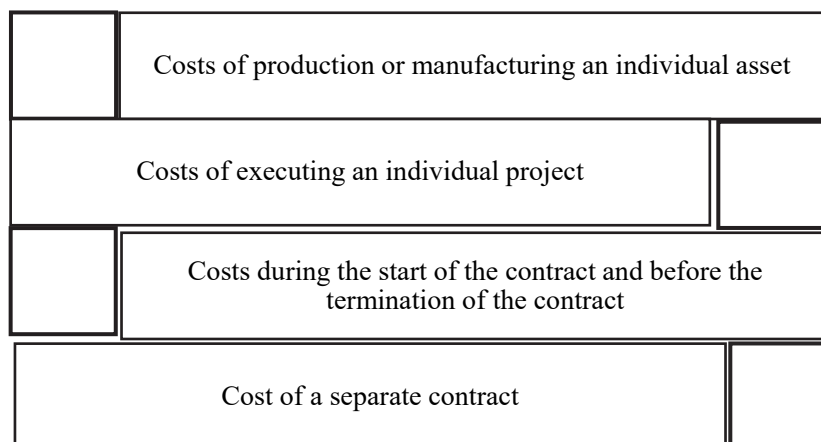 Costs of production or manufacturing an individual asset
Costs of executing an individual project
Costs during the start of the contract and before the
termination of the contract
Cost of a separate contract